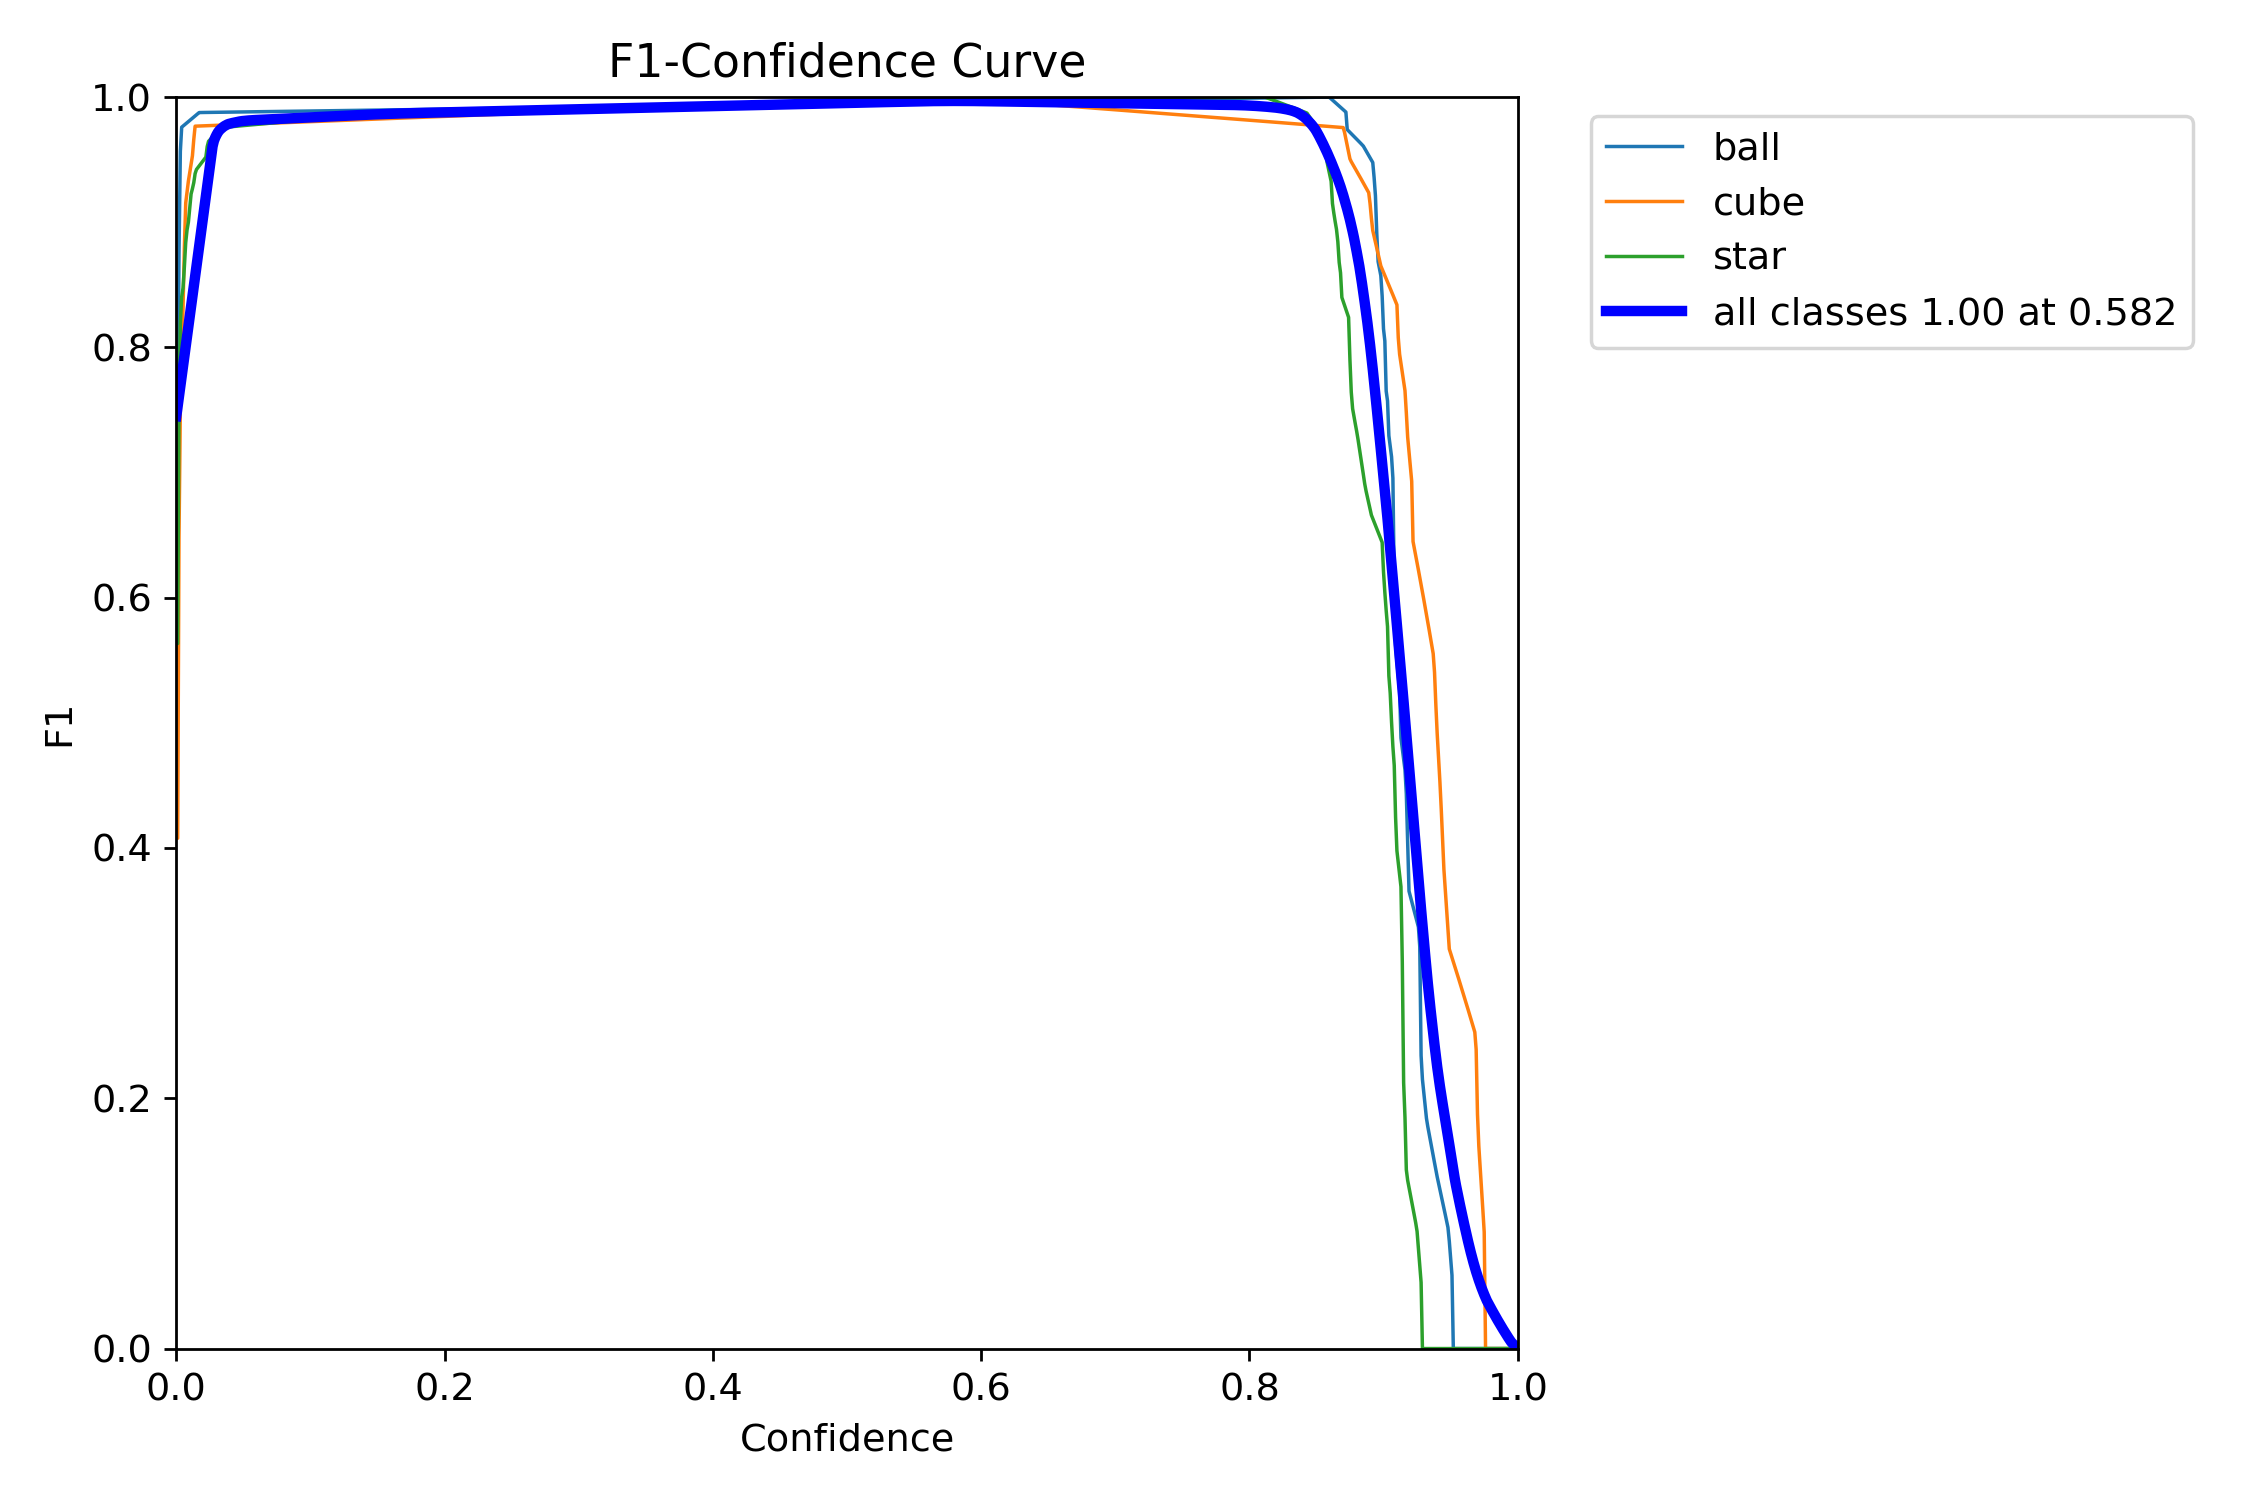 F1-Confidence Curve
1.0
0.8
0.6
0.4
0.2
0.0
F1
0.0 0.2 0.4 0.6 0.8 1.0
Confidence
ball
cube
star
all classes 1.00 at 0.582